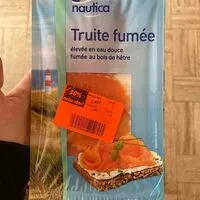 nautica
Truite fumée
élevée en eau douce
fumée au bois de hêtre